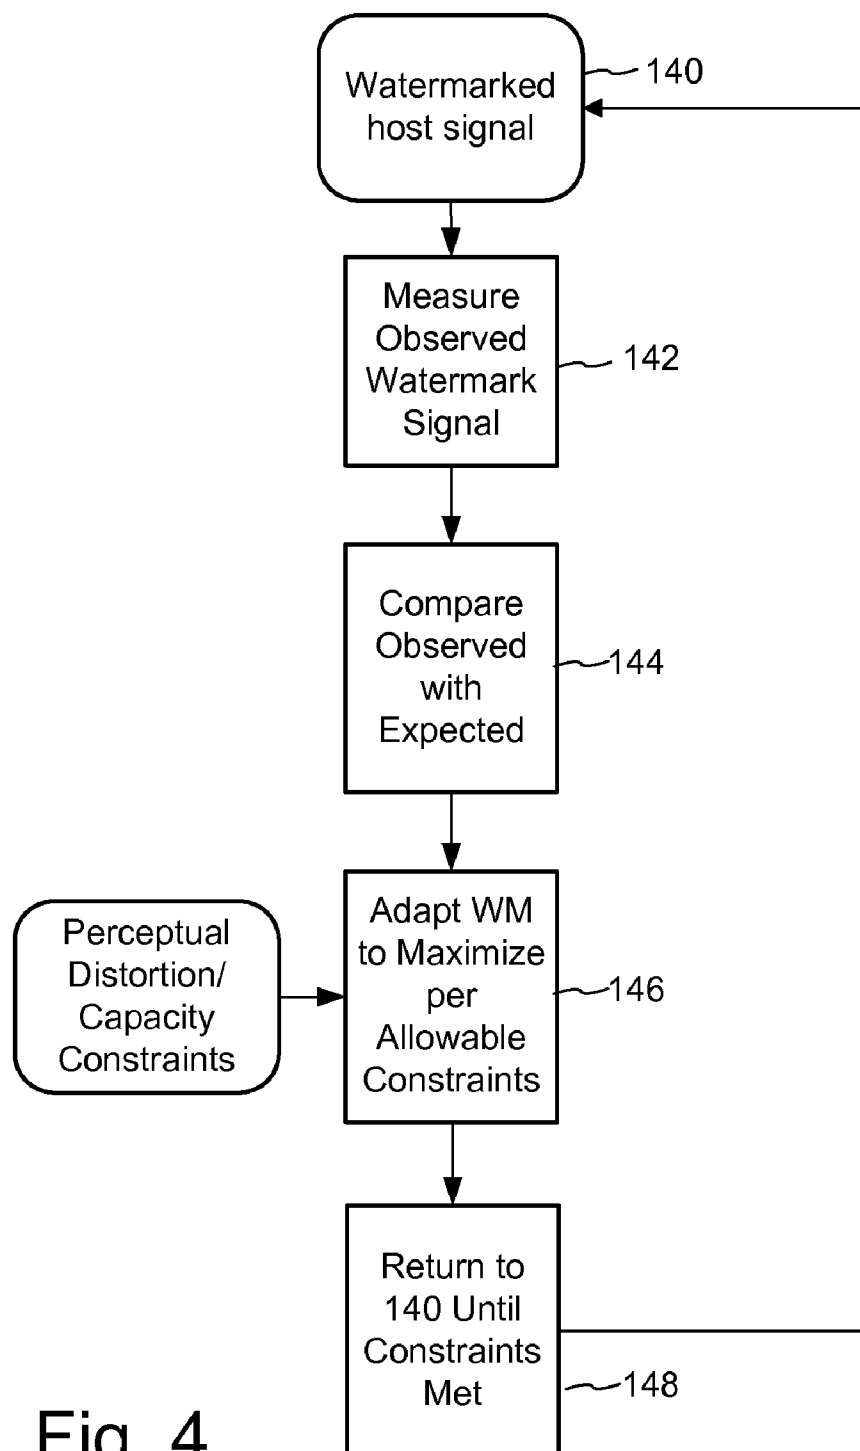 Watermarked
host signal
140
Measure
Observed
Watermark
Signal
142
Compare
Observed
with
Expected
144
Perceptual
Distortion/
Capacity
Constraints
Adapt WM
to Maximize
per
Allowable
Constraints
146
Return to
140 Until
Constraints
Met
148
Fig. 4